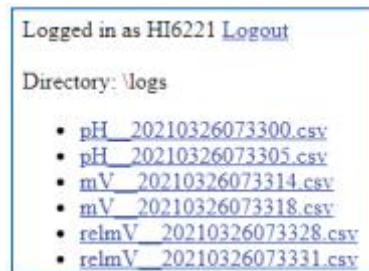 Logged in as HI6221 Logout
Directory: \logs
• pH__20210326073300.csv
• pH__20210326073305.csv
• mV__20210326073314.csv
• mV__20210326073318.csv
• relmV__20210326073328.csv
• relmV__20210326073331.csv